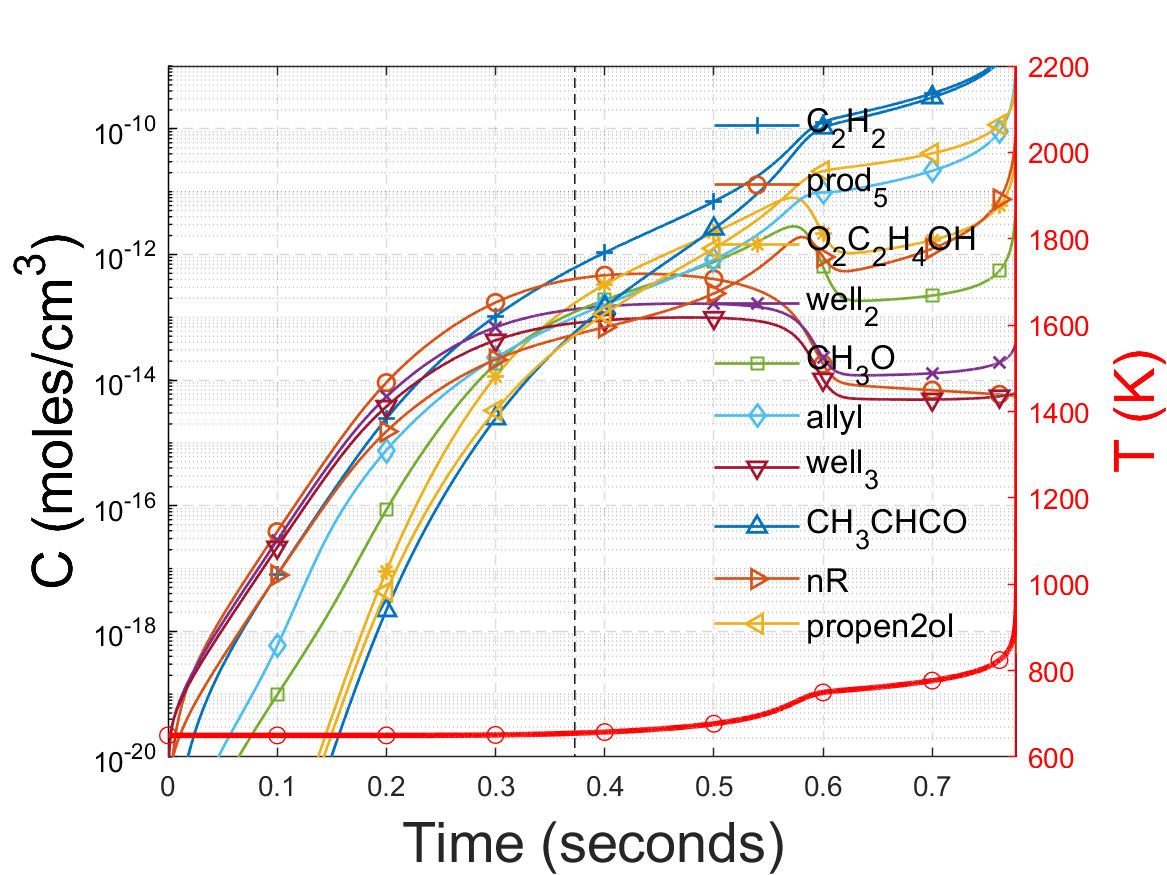 C (moles/cm³)
10⁻¹⁰
10⁻¹²
10⁻¹⁴
10⁻¹⁶
10⁻¹⁸
10⁻²⁰
C₂H₂
prod₅
O₂C₂H₄OH
well₂
CH₃O
allyl
well₃
CH₃CHCO
nR
propen2ol
2200
2000
1800
1600
1400
1200
1000
800
600
T (K)
0 0.1 0.2 0.3 0.4 0.5 0.6 0.7
Time (seconds)